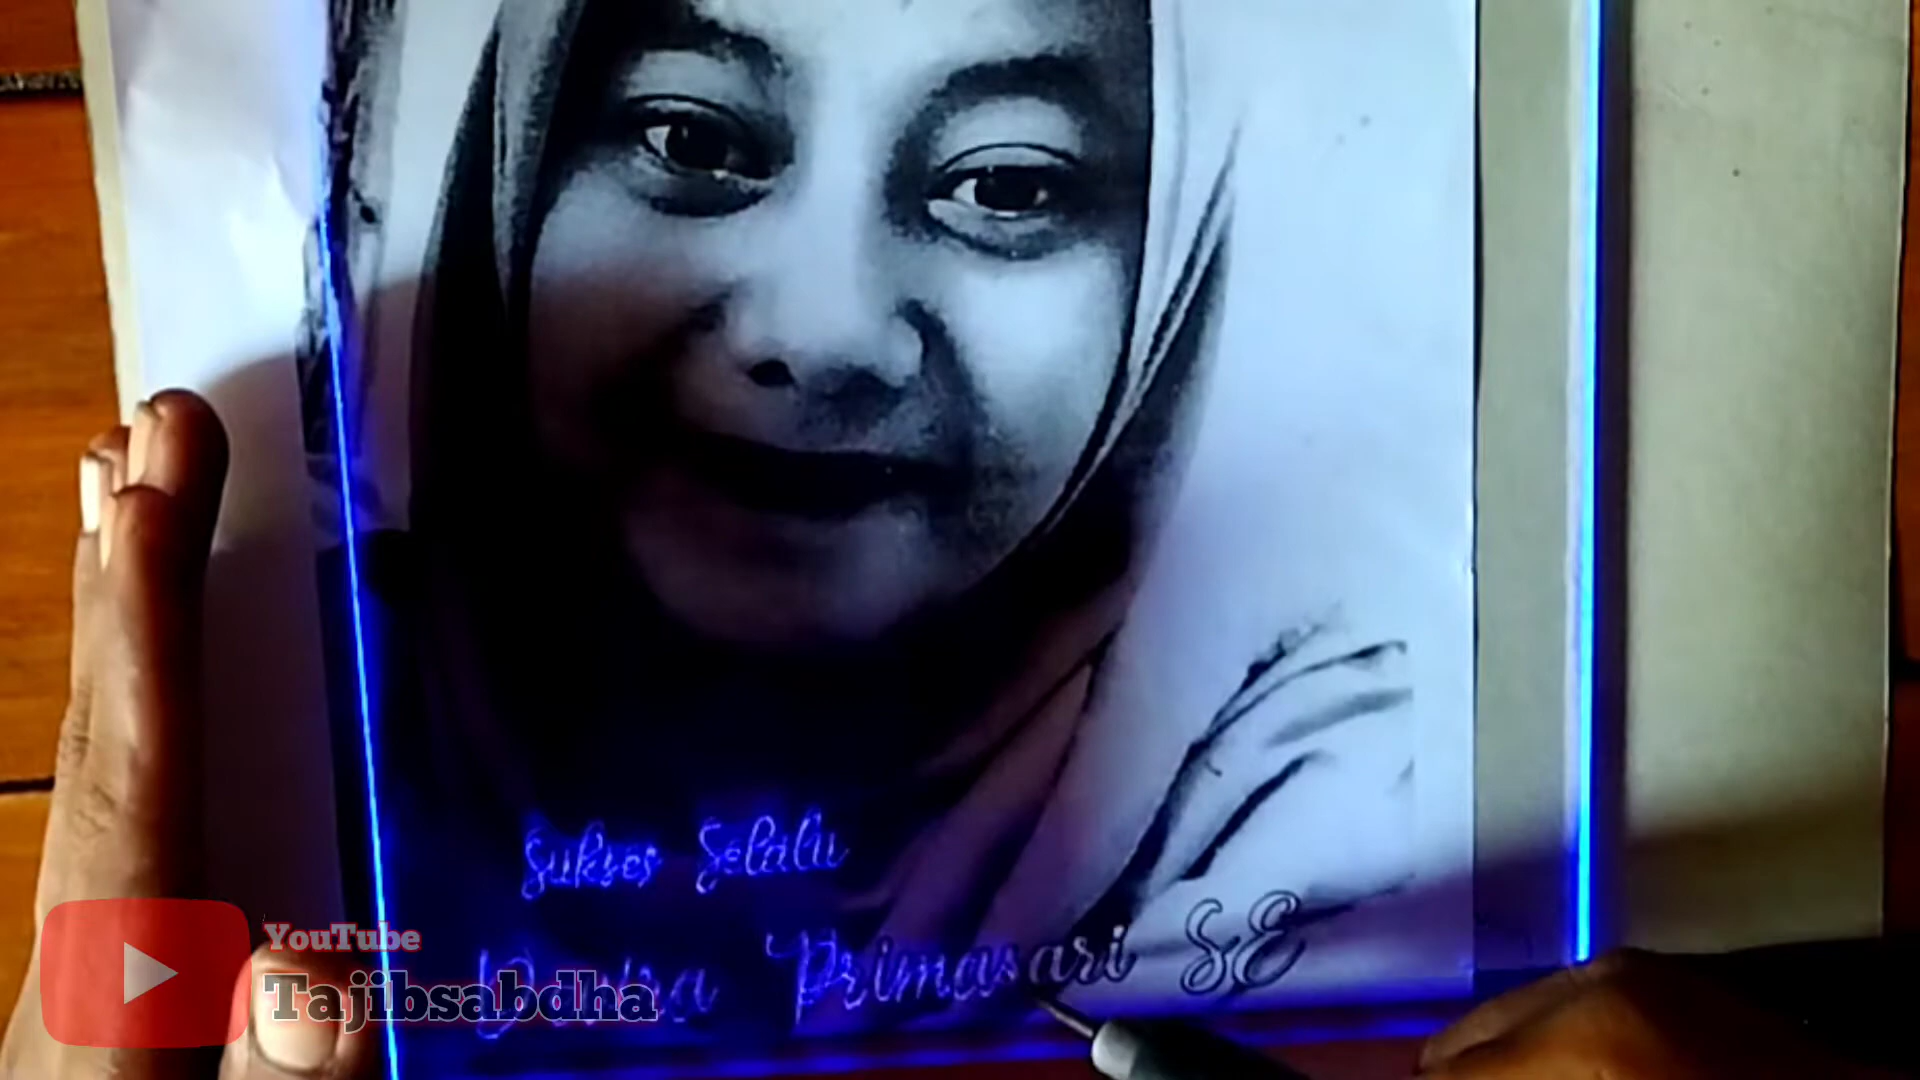 Sukses Selalu
Primasari SE
YouTube
Tajibsabdha